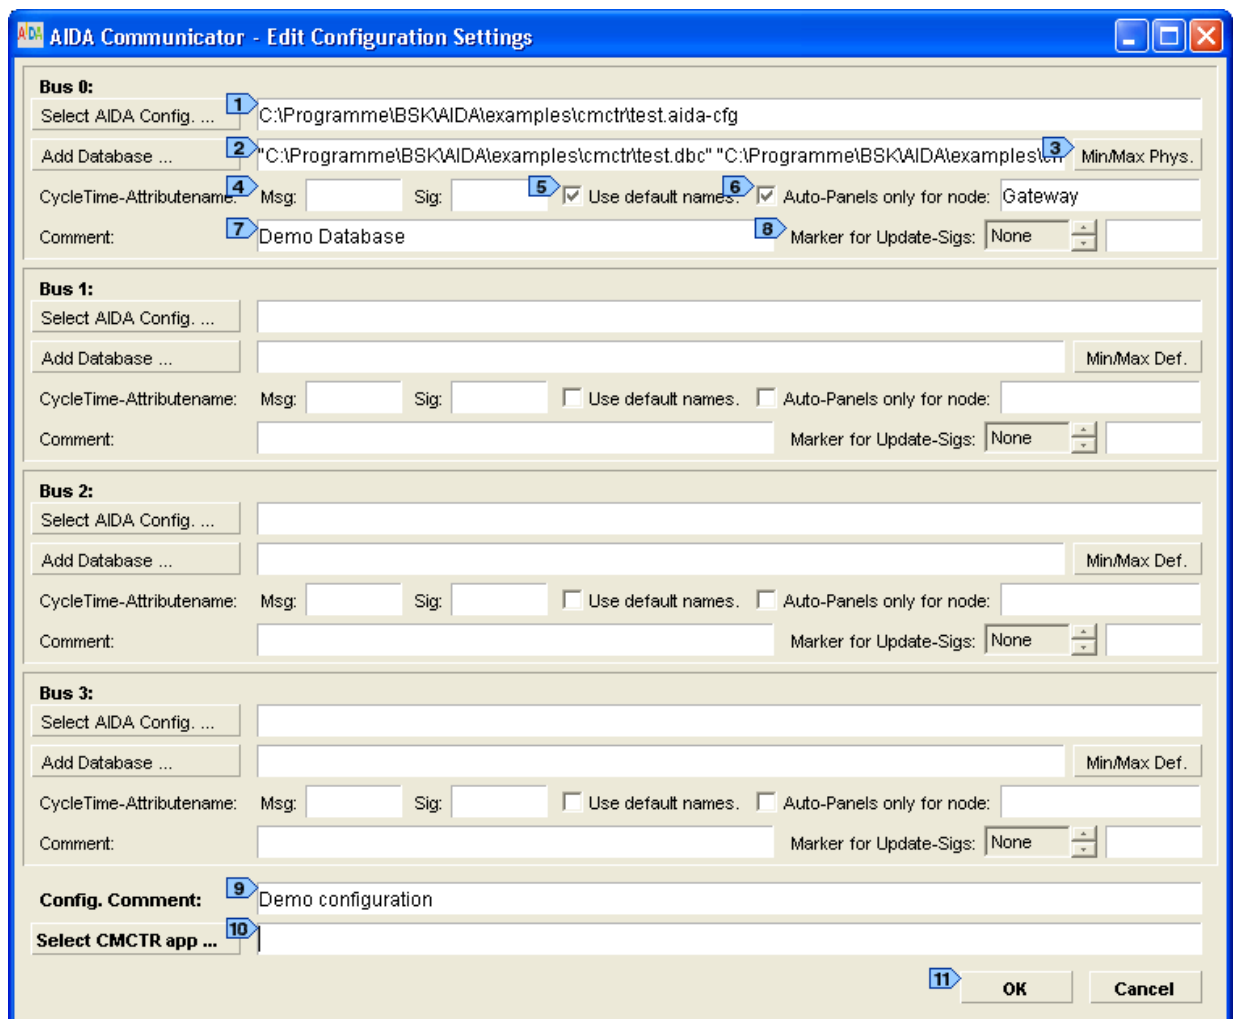 AIDA AIDA Communicator - Edit Configuration Settings
Bus 0:
Select AIDA Config. ... 1 C:\Programme\BSK\AIDA\examples\cmctr\test.aida-cfg
Add Database ... 2 "C:\Programme\BSK\AIDA\examples\cmctr\test.dbc" "C:\Programme\BSK\AIDA\examples\ 3 Min/Max Phys.
CycleTime-Attributename: 4 Msg: Sig: 5 Use default names. 6 Auto-Panels only for node: Gateway
Comment: 7 Demo Database 8 Marker for Update-Sigs: None
Bus 1:
Select AIDA Config. ...
Add Database ... Min/Max Def.
CycleTime-Attributename: Msg: Sig: Use default names. Auto-Panels only for node:
Comment: Marker for Update-Sigs: None
Bus 2:
Select AIDA Config. ...
Add Database ... Min/Max Def.
CycleTime-Attributename: Msg: Sig: Use default names. Auto-Panels only for node:
Comment: Marker for Update-Sigs: None
Bus 3:
Select AIDA Config. ...
Add Database ... Min/Max Def.
CycleTime-Attributename: Msg: Sig: Use default names. Auto-Panels only for node:
Comment: Marker for Update-Sigs: None
Config. Comment: 9 Demo configuration
Select CMCTR app ... 10
11 OK Cancel